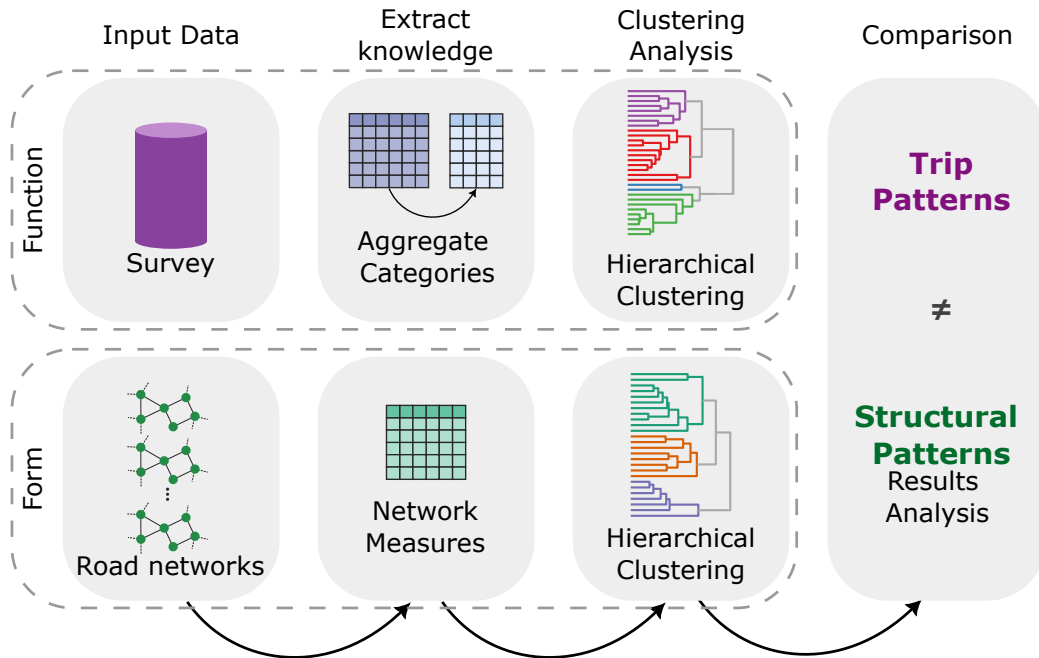 Input Data
Extract
knowledge
Clustering
Analysis
Comparison
Function
Survey
Aggregate
Categories
Hierarchical
Clustering
Trip
Patterns
≠
Form
Road networks
Network
Measures
Hierarchical
Clustering
Structural
Patterns
Results
Analysis